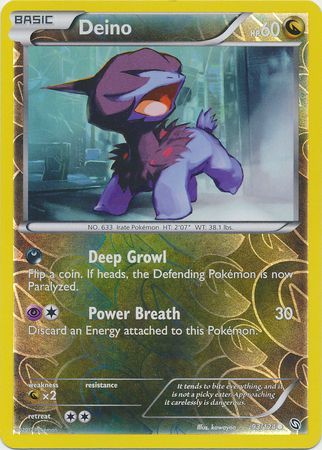 BASIC
Deino
HP60
NO. 633 Irate Pokémon HT: 2'07" WT: 38.1 lbs.
Deep Growl
Flip a coin. If heads, the Defending Pokémon is now
Paralyzed.
Power Breath 30
Discard an Energy attached to this Pokémon.
weakness
resistance
×2
retreat
It tends to bite everything, and it
is not a picky eater. Approaching
it carelessly is dangerous.
Illus. kawayoo